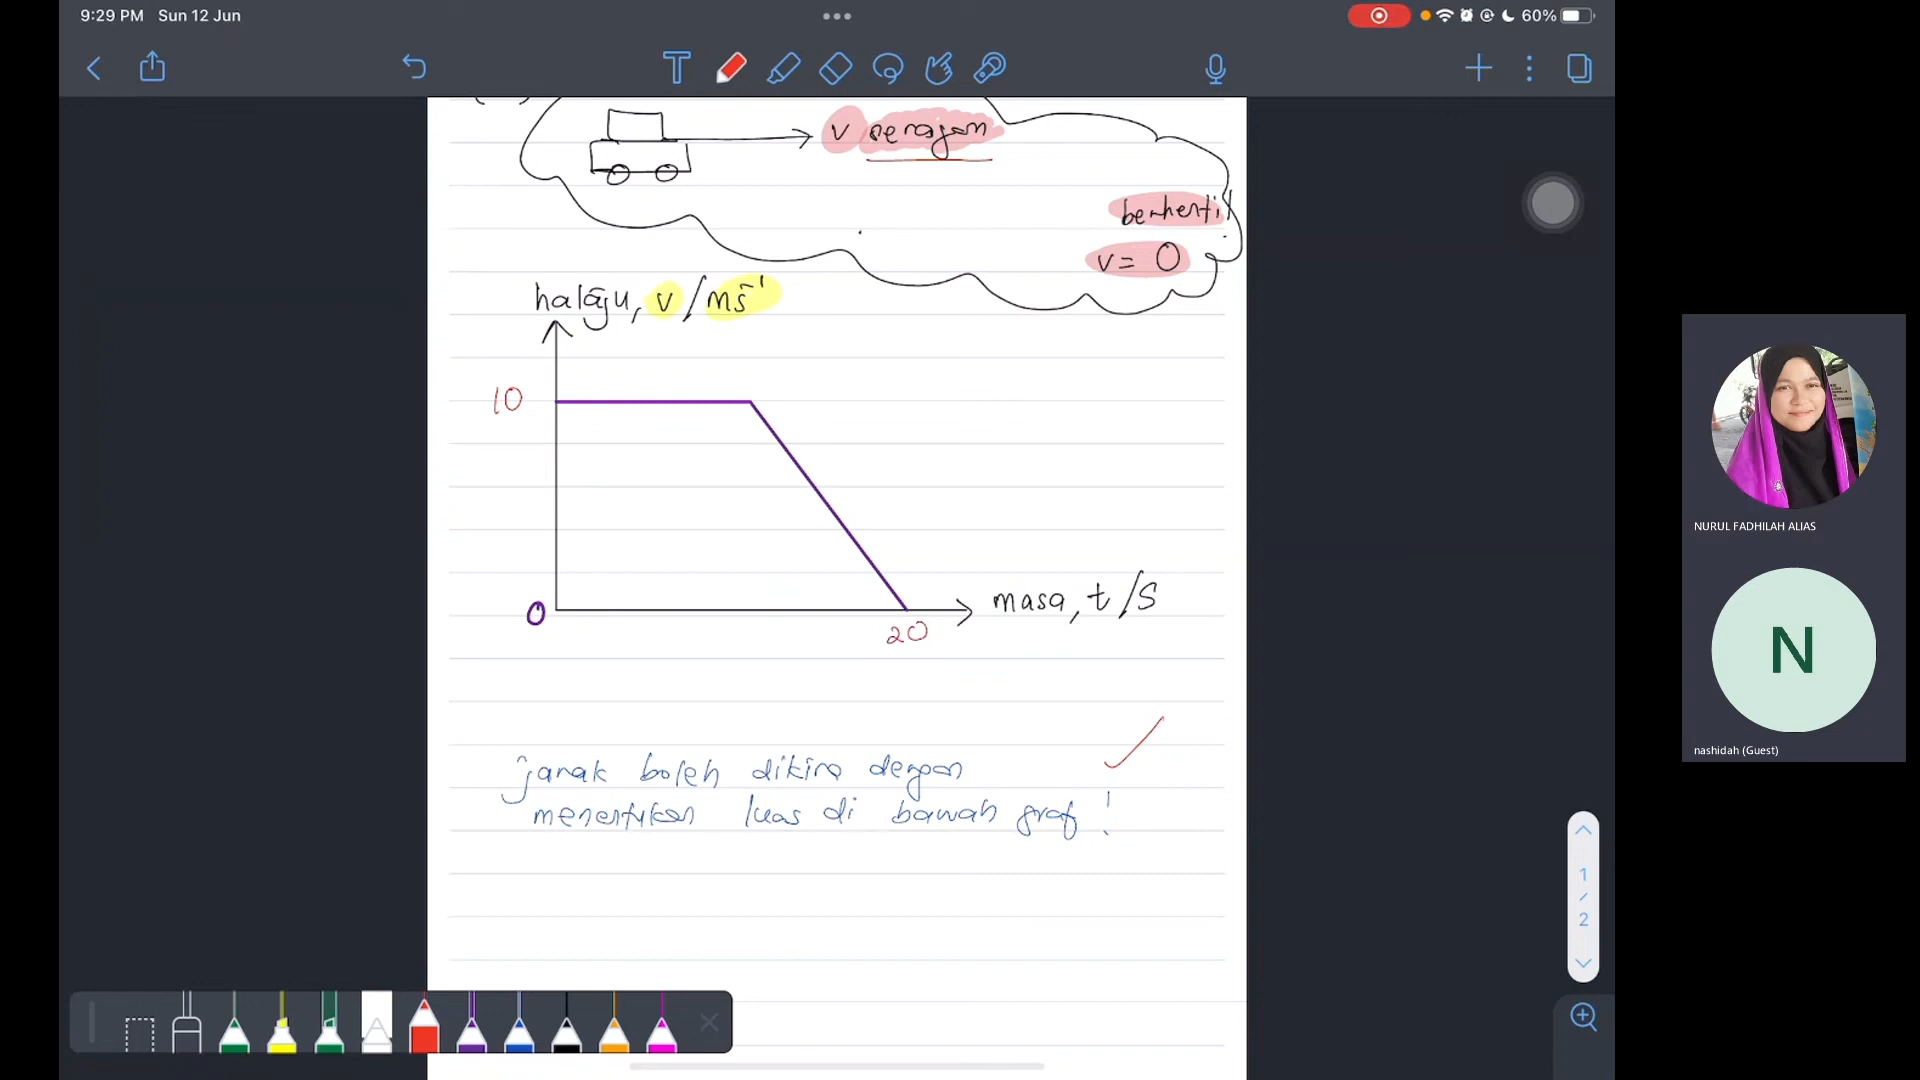 9:29 PM Sun 12 Jun
60%
v seragam
berhenti
v = 0
halaju, v/ms⁻¹
10
0
20
masa, t/s
jarak boleh dikira dengan
menentukan luas di bawah graf !
1
/
2
NURUL FADHILAH ALIAS
N
nashidah (Guest)